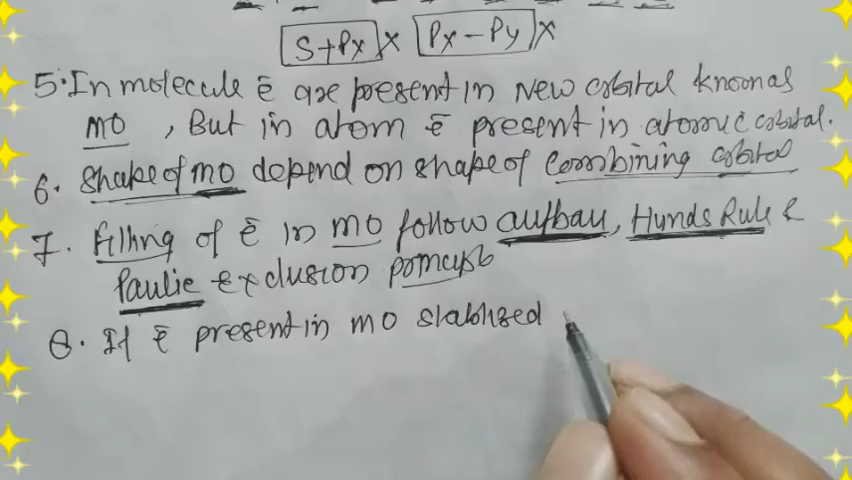 S+Px x Px-Py x
5. In molecule ē are present in New orbital known as
MO , But in atom ē present in atomic orbital.
6. Shape of MO depend on shape of combining orbital
7. Filling of ē in MO follow aufbau, Hunds Rule &
Paulie exclusion principle
8. If ē present in MO stablized